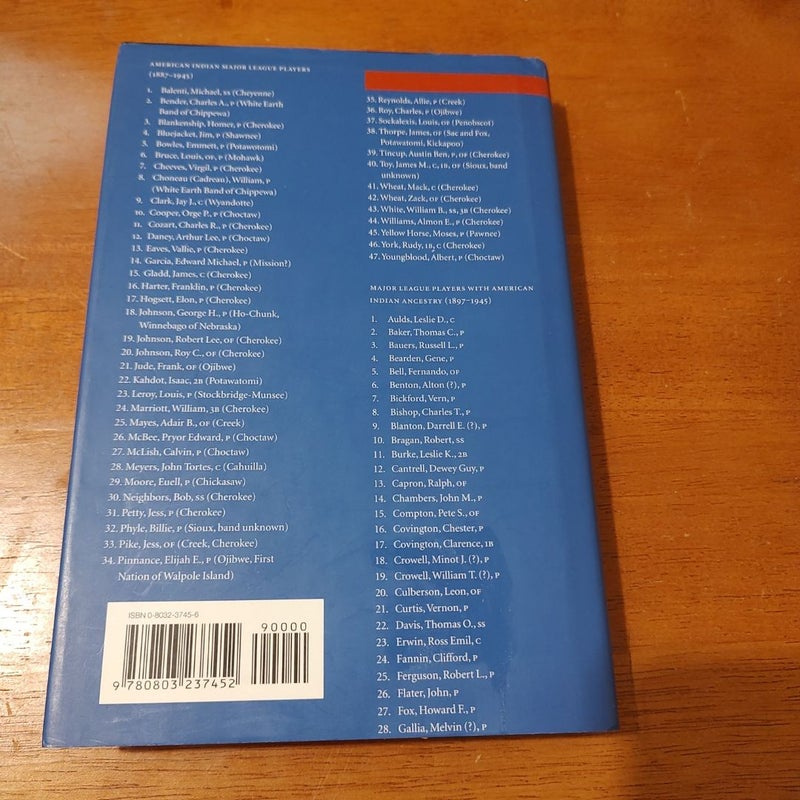 AMERICAN INDIAN MAJOR LEAGUE PLAYERS
(1887–1945)
1. Balenti, Michael, SS (Cheyenne)
2. Bender, Charles A., P (White Earth
Band of Chippewa)
3. Blankenship, Homer, P (Cherokee)
4. Bluejacket, Jim, P (Shawnee)
5. Bowles, Emmett, P (Potawotomi)
6. Bruce, Louis, OF, P (Mohawk)
7. Cheeves, Virgil, P (Cherokee)
8. Choneau (Cadreau), William, P
(White Earth Band of Chippewa)
9. Clark, Jay J., C (Wyandotte)
10. Cooper, Orge P., P (Choctaw)
11. Cozart, Charles R., P (Cherokee)
12. Daney, Arthur Lee, P (Choctaw)
13. Eaves, Vallie, P (Cherokee)
14. Garcia, Edward Michael, P (Mission?)
15. Gladd, James, C (Cherokee)
16. Harter, Franklin, P (Cherokee)
17. Hogsett, Elon, P (Cherokee)
18. Johnson, George H., P (Ho-Chunk,
Winnebago of Nebraska)
19. Johnson, Robert Lee, OF (Cherokee)
20. Johnson, Roy C., OF (Cherokee)
21. Jude, Frank, OF (Ojibwe)
22. Kahdot, Isaac, 2B (Potawatomi)
23. Leroy, Louis, P (Stockbridge-Munsee)
24. Marriott, William, 3B (Cherokee)
25. Mayes, Adair B., OF (Creek)
26. McBee, Pryor Edward, P (Choctaw)
27. McLish, Calvin, P (Choctaw)
28. Meyers, John Tortes, C (Cahuilla)
29. Moore, Euell, P (Chickasaw)
30. Neighbors, Bob, SS (Cherokee)
31. Petty, Jess, P (Cherokee)
32. Phyle, Billie, P (Sioux, band unknown)
33. Pike, Jess, OF (Creek, Cherokee)
34. Pinnance, Elijah E., P (Ojibwe, First
Nation of Walpole Island)
ISBN 0-8032-3745-6
90000
9 780803 237452
35. Reynolds, Allie, P (Creek)
36. Roy, Charles, P (Ojibwe)
37. Sockalexis, Louis, OF (Penobscot)
38. Thorpe, James, OF (Sac and Fox,
Potawatomi, Kickapoo)
39. Tincup, Austin Ben, P, OF (Cherokee)
40. Toy, James M., C, 1B, OF (Sioux, band
unknown)
41. Wheat, Mack, C (Cherokee)
42. Wheat, Zack, OF (Cherokee)
43. White, William B., SS, 3B (Cherokee)
44. Williams, Almon E., P (Cherokee)
45. Yellow Horse, Moses, P (Pawnee)
46. York, Rudy, 1B, C (Cherokee)
47. Youngblood, Albert, P (Choctaw)
MAJOR LEAGUE PLAYERS WITH AMERICAN
INDIAN ANCESTRY (1897–1945)
1. Aulds, Leslie D., C
2. Baker, Thomas C., P
3. Bauers, Russell L., P
4. Bearden, Gene, P
5. Bell, Fernando, OF
6. Benton, Alton (?), P
7. Bickford, Vern, P
8. Bishop, Charles T., P
9. Blanton, Darrell E. (?), P
10. Bragan, Robert, SS
11. Burke, Leslie K., 2B
12. Cantrell, Dewey Guy, P
13. Capron, Ralph, OF
14. Chambers, John M., P
15. Compton, Pete S., OF
16. Covington, Chester, P
17. Covington, Clarence, 1B
18. Crowell, Minot J. (?), P
19. Crowell, William T. (?), P
20. Culberson, Leon, OF
21. Curtis, Vernon, P
22. Davis, Thomas O., SS
23. Erwin, Ross Emil, C
24. Fannin, Clifford, P
25. Ferguson, Robert L., P
26. Flater, John, P
27. Fox, Howard F., P
28. Gallia, Melvin (?), P